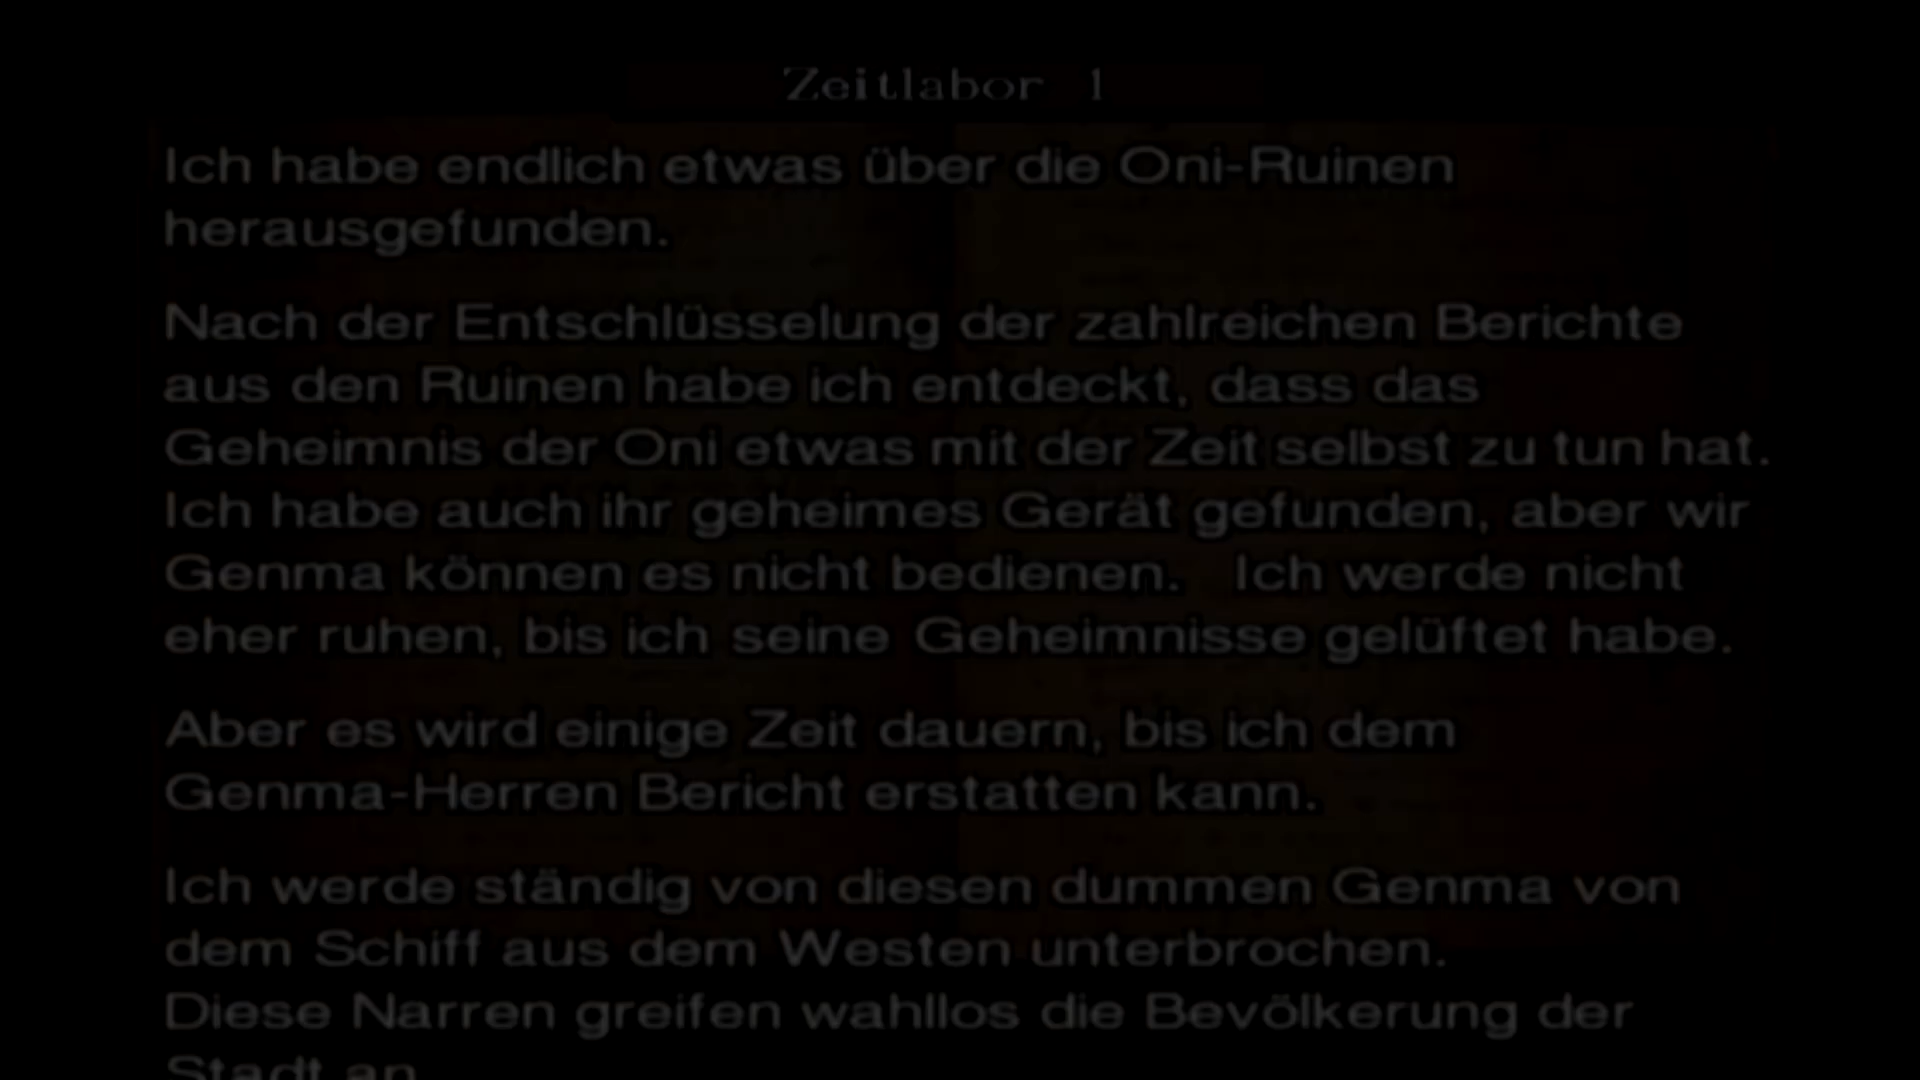 Zeitlabor 1
Ich habe endlich etwas über die Oni-Ruinen
herausgefunden.
Nach der Entschlüsselung der zahlreichen Berichte
aus den Ruinen habe ich entdeckt, dass das
Geheimnis der Oni etwas mit der Zeit selbst zu tun hat.
Ich habe auch ihr geheimes Gerät gefunden, aber wir
Genma können es nicht bedienen. Ich werde nicht
eher ruhen, bis ich seine Geheimnisse gelüftet habe.
Aber es wird einige Zeit dauern, bis ich dem
Genma-Herren Bericht erstatten kann.
Ich werde ständig von diesen dummen Genma von
dem Schiff aus dem Westen unterbrochen.
Diese Narren greifen wahllos die Bevölkerung der
Stadt an